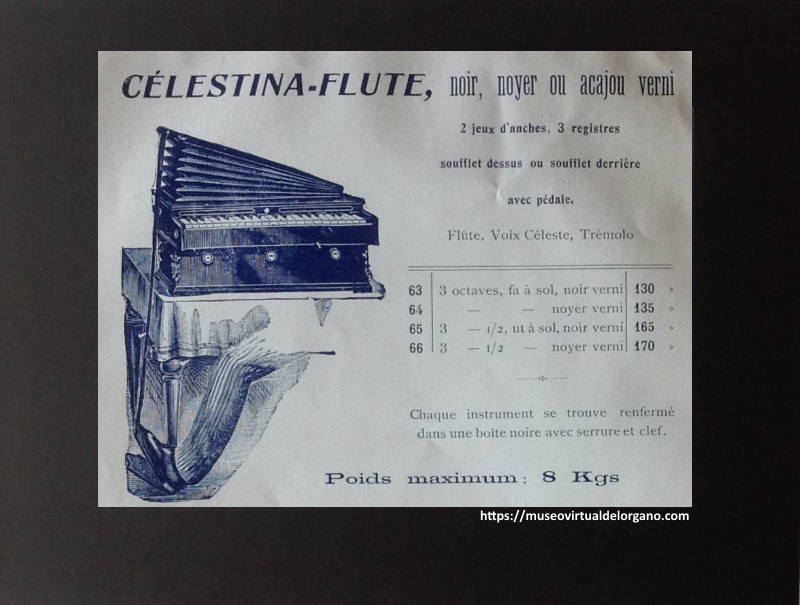 CÉLESTINA-FLUTE, noir, noyer ou acajou verni
2 jeux d'anches, 3 registres
soufflet dessus ou soufflet derrière
avec pédale.
Flûte, Voix Céleste, Trémolo
63 3 octaves, fa à sol, noir verni 130 »
64 — — noyer verni 135 »
65 3 — 1/2, ut à sol, noir verni 165 »
66 3 — 1/2 — noyer verni 170 »
Chaque instrument se trouve renfermé
dans une boite noire avec serrure et clef.
Poids maximum : 8 Kgs
https://museovirtualdelorgano.com